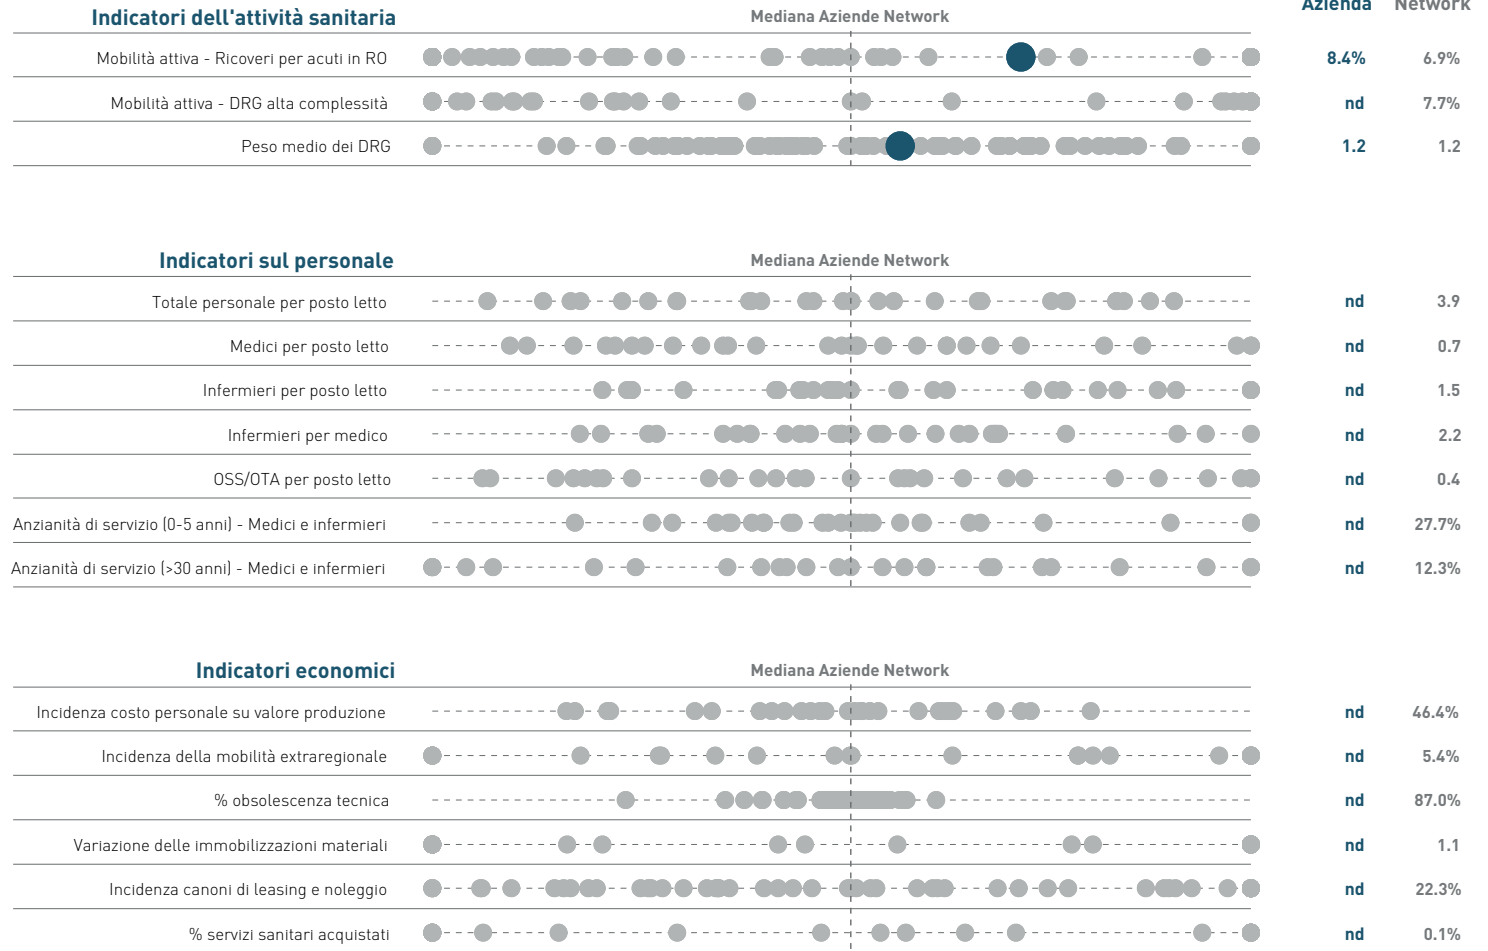 Azienda Network
Indicatori dell'attività sanitaria Mediana Aziende Network
Mobilità attiva - Ricoveri per acuti in RO 8.4% 6.9%
Mobilità attiva - DRG alta complessità nd 7.7%
Peso medio dei DRG 1.2 1.2
Indicatori sul personale Mediana Aziende Network
Totale personale per posto letto nd 3.9
Medici per posto letto nd 0.7
Infermieri per posto letto nd 1.5
Infermieri per medico nd 2.2
OSS/OTA per posto letto nd 0.4
Anzianità di servizio (0-5 anni) - Medici e infermieri nd 27.7%
Anzianità di servizio (>30 anni) - Medici e infermieri nd 12.3%
Indicatori economici Mediana Aziende Network
Incidenza costo personale su valore produzione nd 46.4%
Incidenza della mobilità extraregionale nd 5.4%
% obsolescenza tecnica nd 87.0%
Variazione delle immobilizzazioni materiali nd 1.1
Incidenza canoni di leasing e noleggio nd 22.3%
% servizi sanitari acquistati nd 0.1%